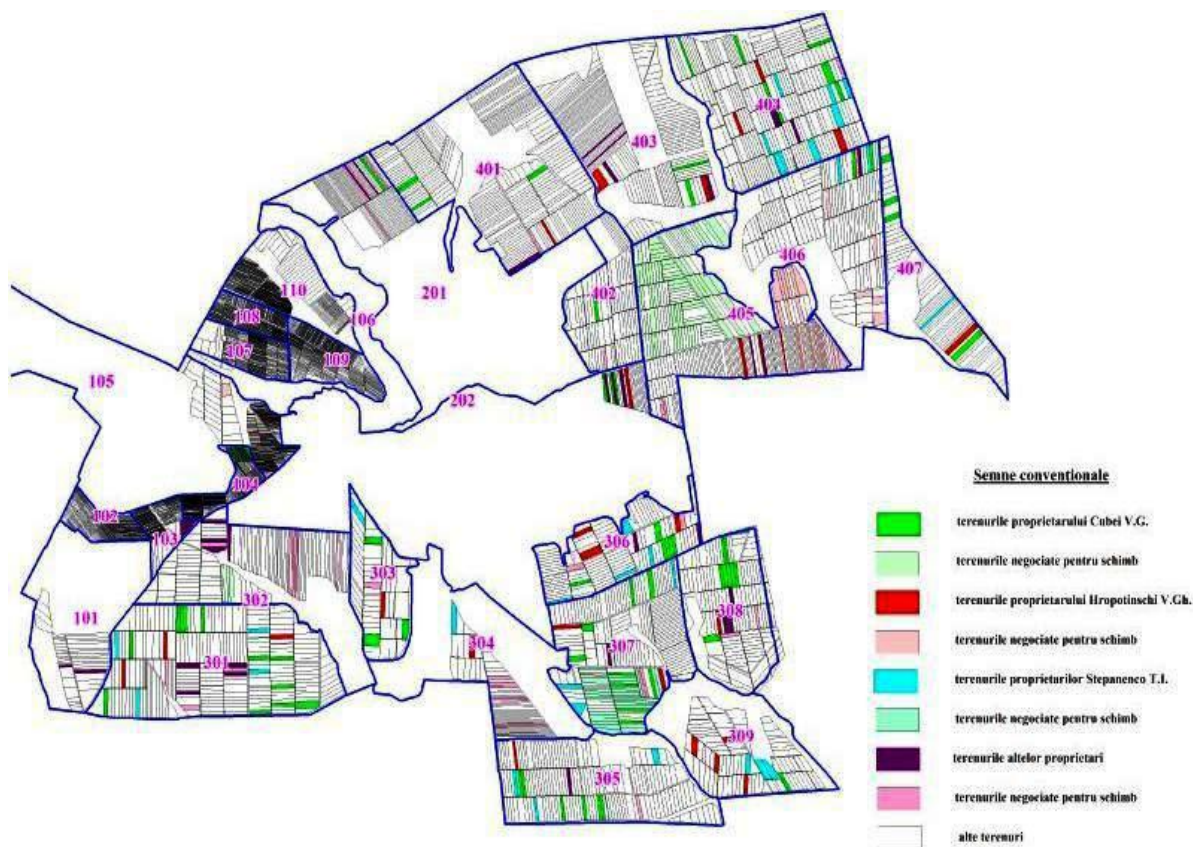 404
403
401
406
407
110
201
402
106
405
108
107
109
105
202
104
102
103
306
303
302
308
101
301
304
307
309
305
Semne convenționale
terenurile proprietarului Cubei V.G.
terenurile negociate pentru schimb
terenurile proprietarului Hropotinschi V.Gh.
terenurile negociate pentru schimb
terenurile proprieturilor Stepanenco T.I.
terenurile negociate pentru schimb
terenurile altelor proprietari
terenurile negociate pentru schimb
alte terenuri